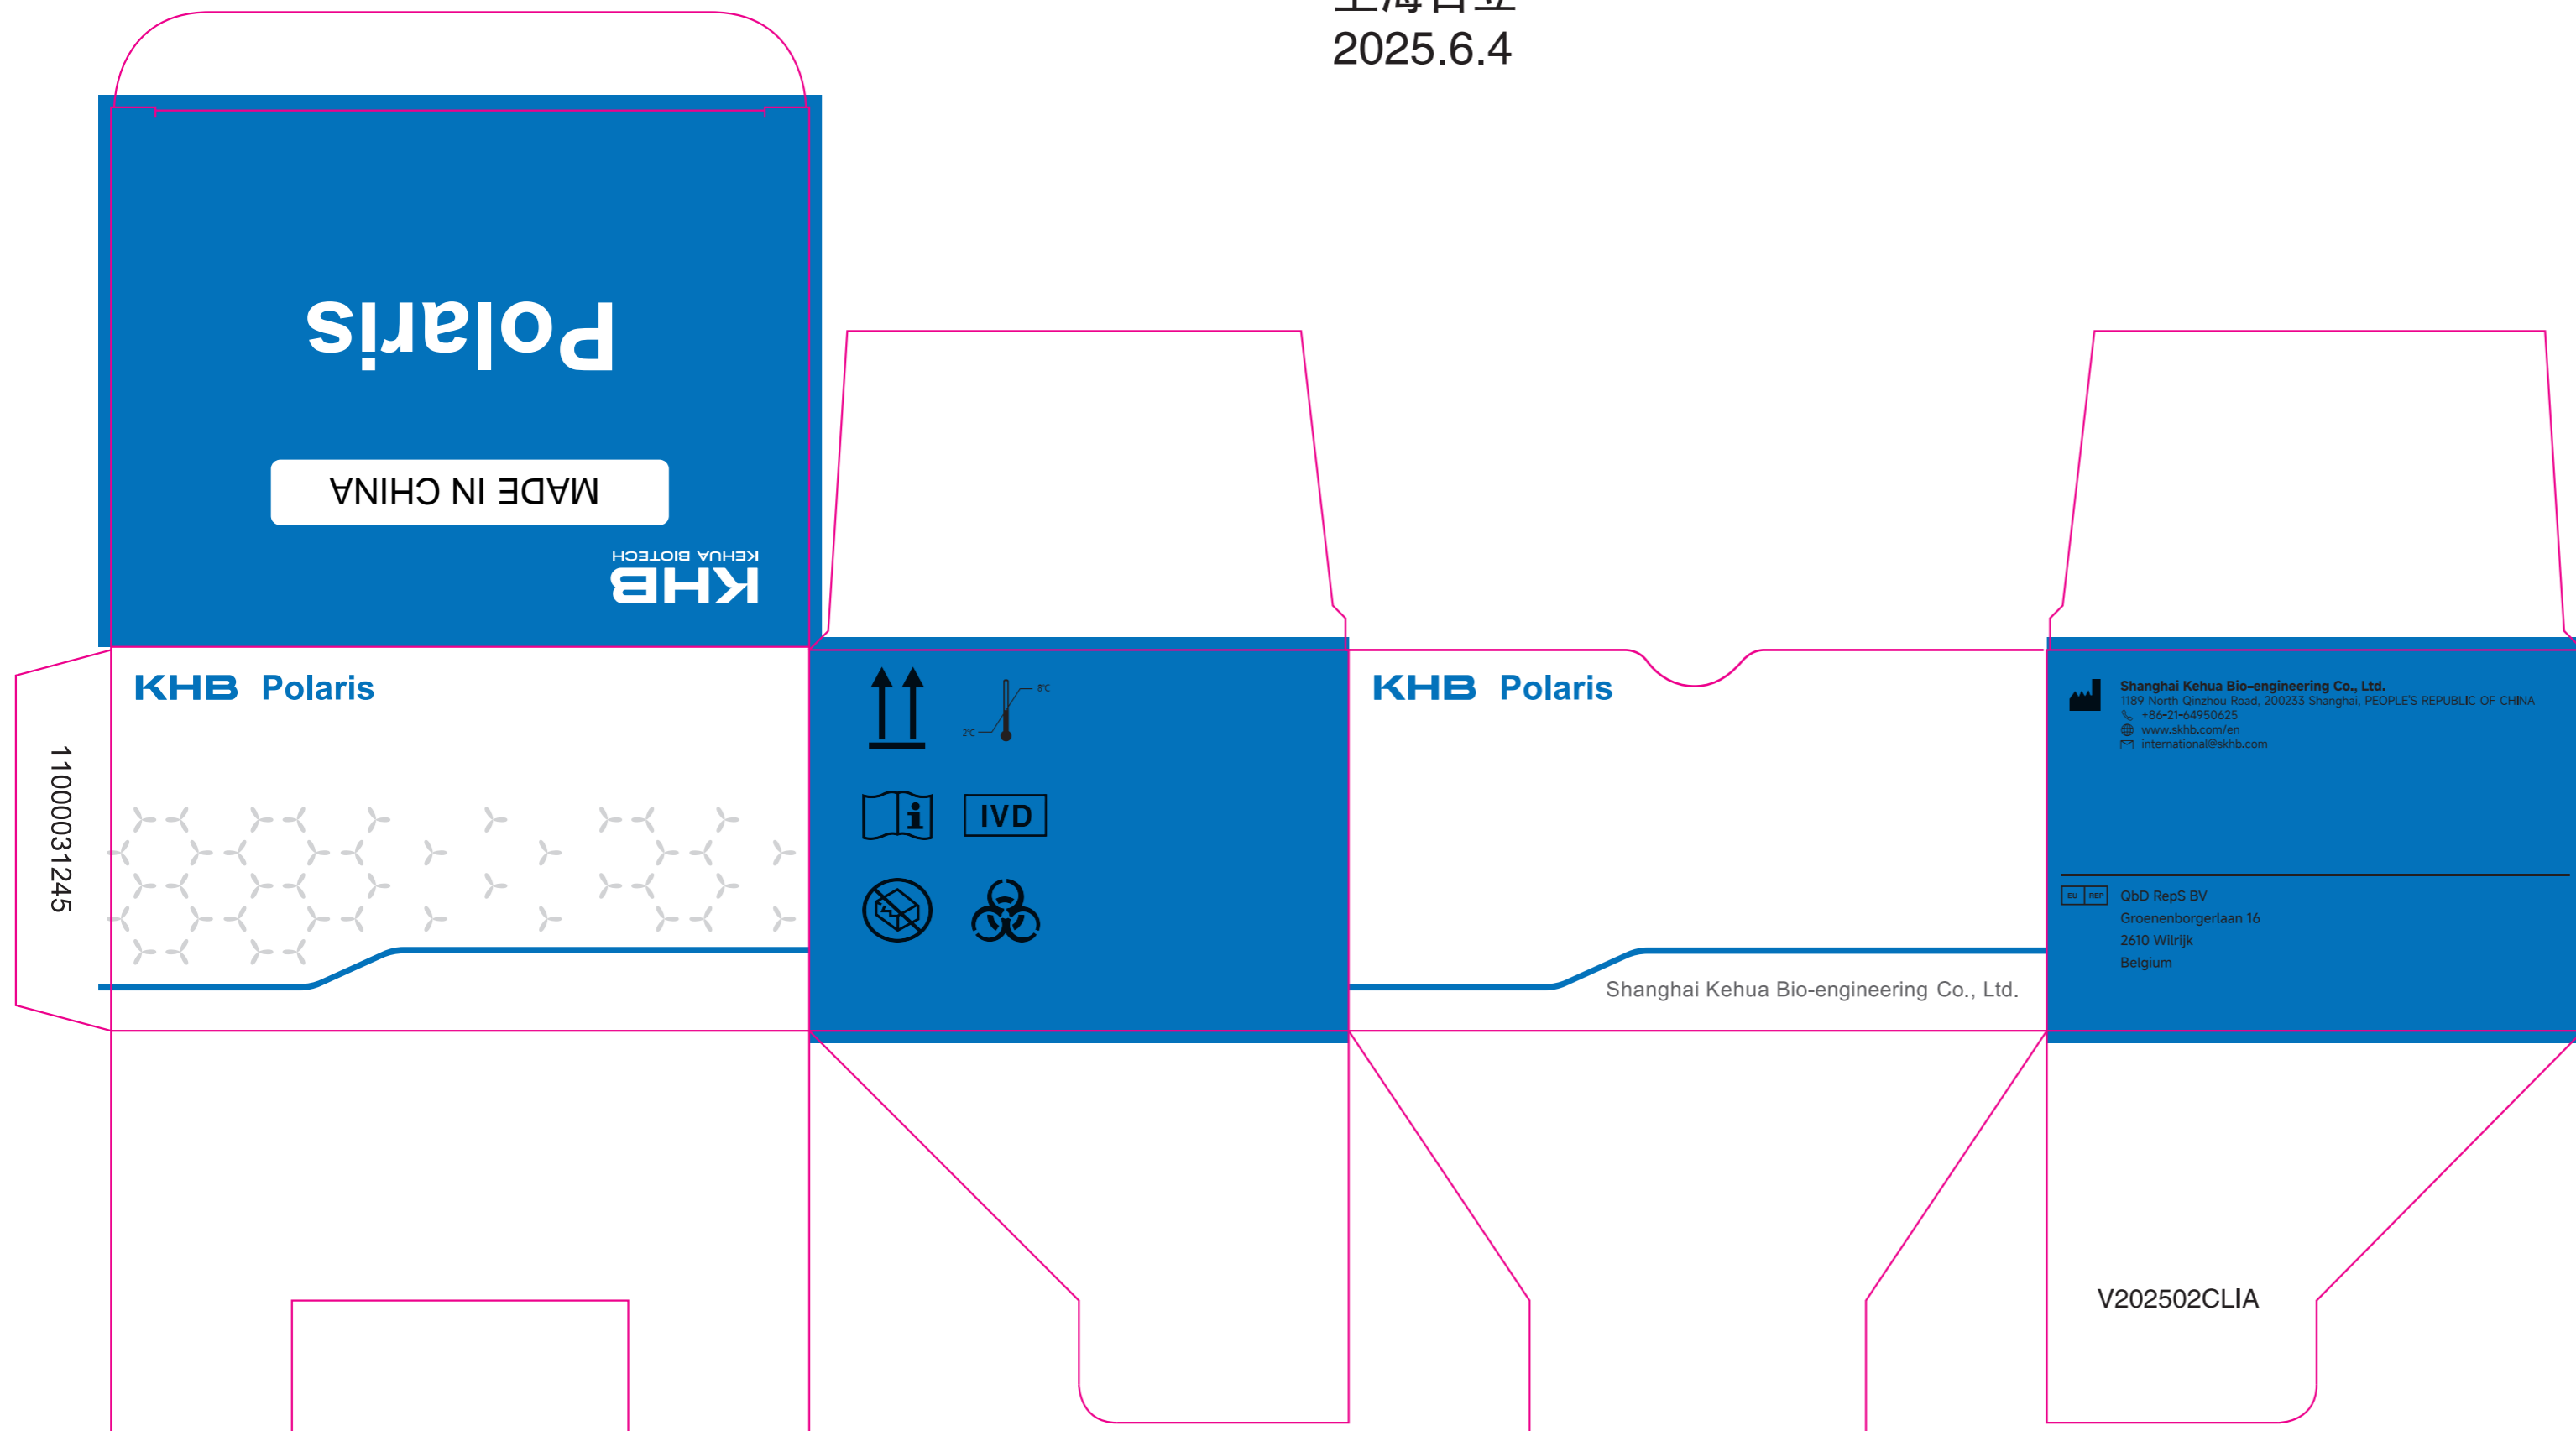 2025.6.4
Polaris
MADE IN CHINA
KEHUA BIOTECH
KHB
KHB Polaris
1100031245
8℃
2℃
i
IVD
KHB Polaris
Shanghai Kehua Bio-engineering Co., Ltd.
Shanghai Kehua Bio-engineering Co., Ltd.
1189 North Qinzhou Road, 200233 Shanghai, PEOPLE'S REPUBLIC OF CHINA
+86-21-64950625
www.skhb.com/en
international@skhb.com
EU REP
QbD RepS BV
Groenenborgerlaan 16
2610 Wilrijk
Belgium
V202502CLIA